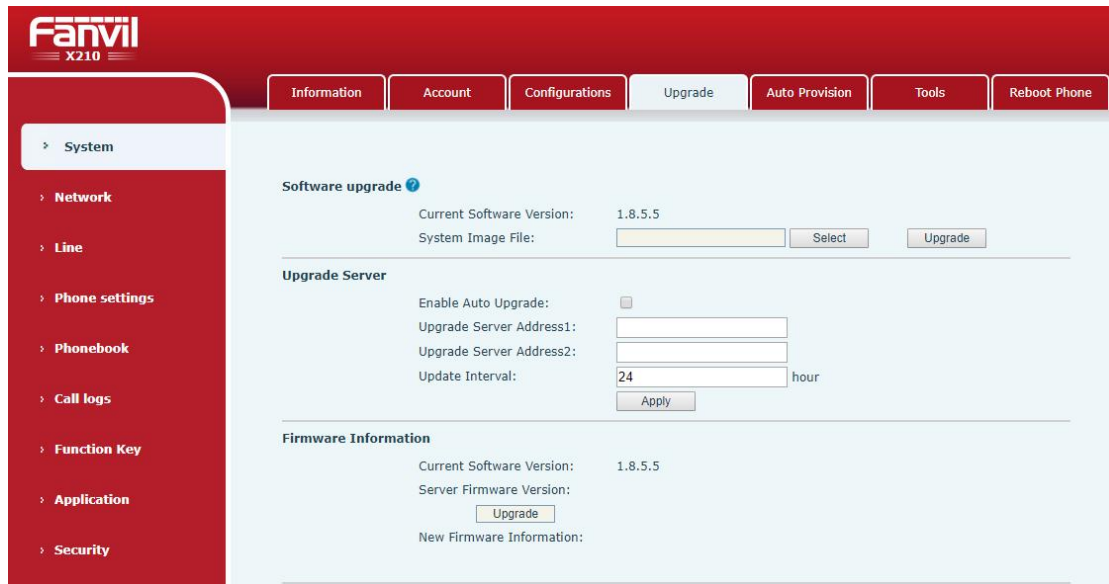 Fanvil
X210
Information Account Configurations Upgrade Auto Provision Tools Reboot Phone
› System
› Network
› Line
› Phone settings
› Phonebook
› Call logs
› Function Key
› Application
› Security
Software upgrade ?
Current Software Version: 1.8.5.5
System Image File: Select Upgrade
Upgrade Server
Enable Auto Upgrade:
Upgrade Server Address1:
Upgrade Server Address2:
Update Interval: 24 hour
Apply
Firmware Information
Current Software Version: 1.8.5.5
Server Firmware Version:
Upgrade
New Firmware Information: